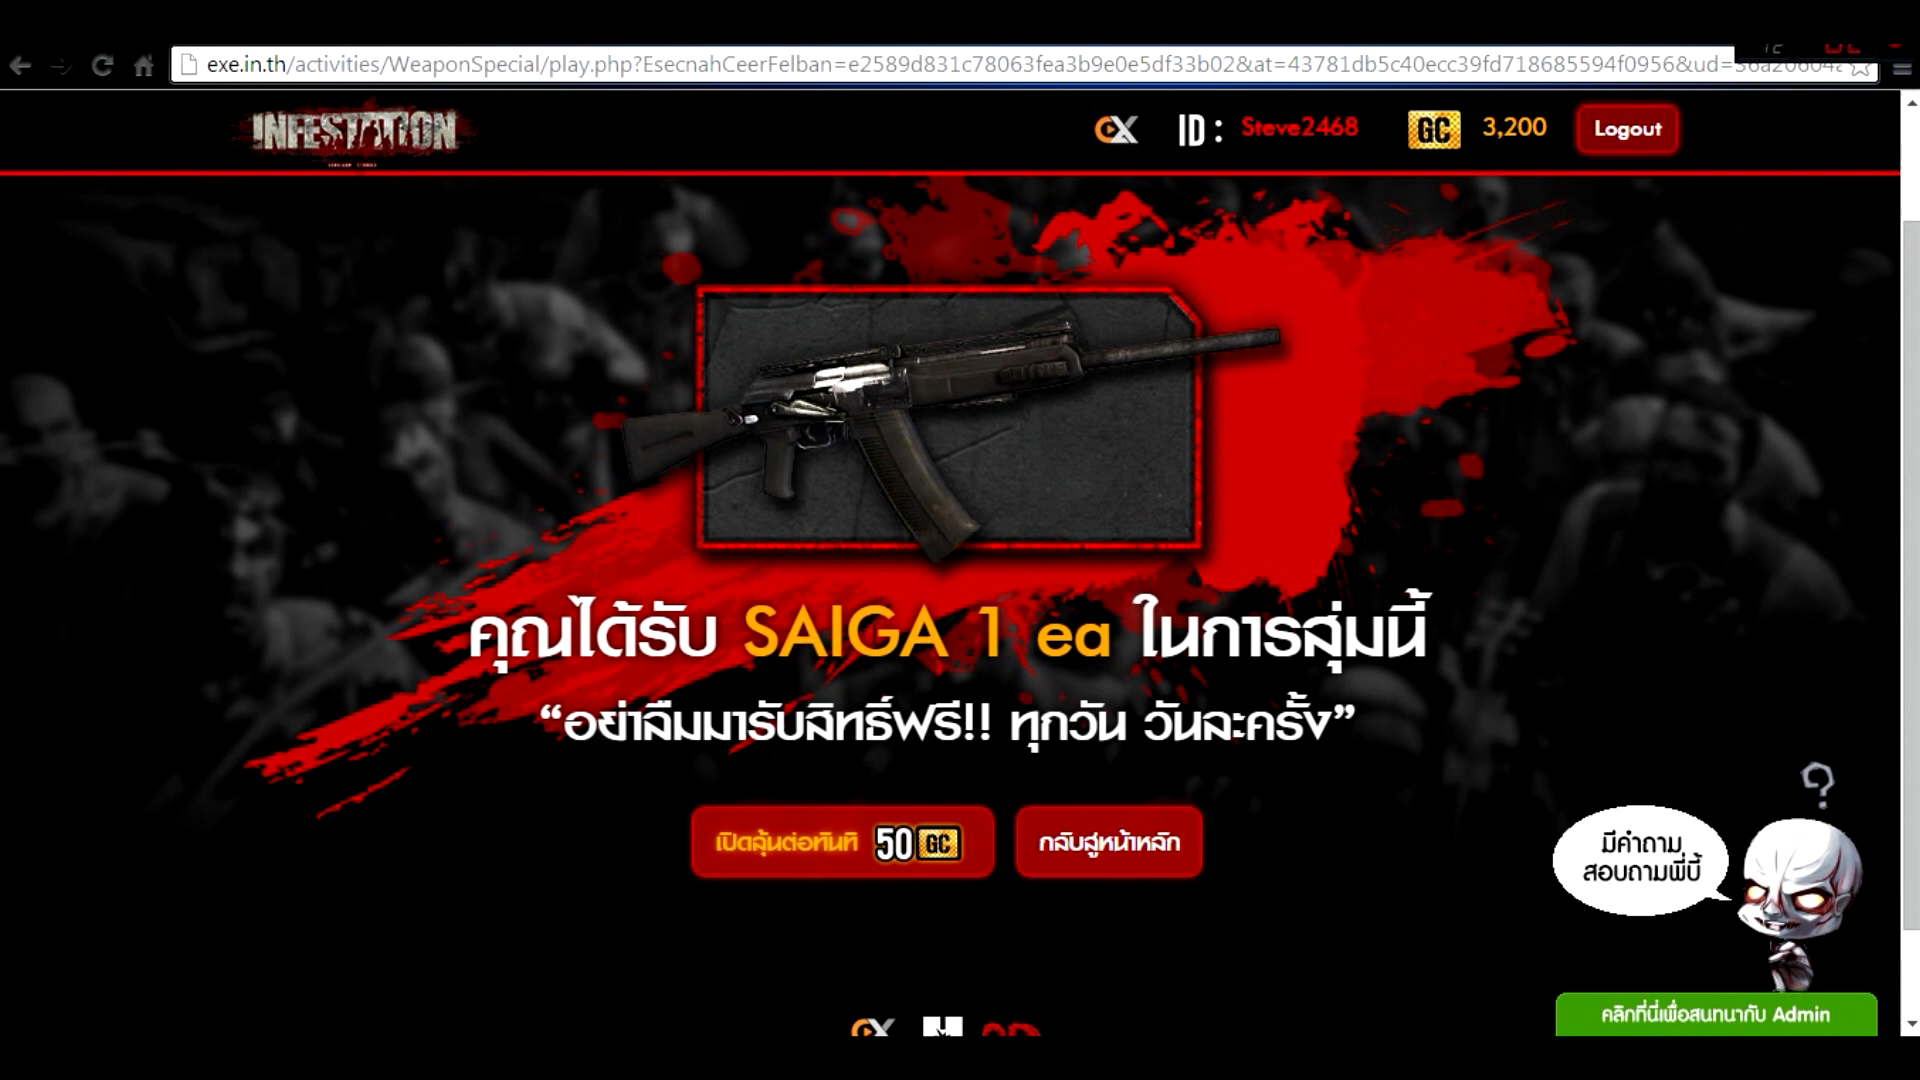 exe.in.th/activities/WeaponSpecial/play.php?EsecnahCeerFelban=e2589d831c78063fea3b9e0e5df33b02&at=43781db5c40ecc39fd718685594f0956&ud=
INFESTATION
CX ID : Steve2468 GC 3,200 Logout
คุณได้รับ SAIGA 1 ea ในการสุ่มนี้
“อย่าลืมมารับสิทธิ์ฟรี!! ทุกวัน วันละครั้ง”
เปิดลุ้นต่อทันที 50 GC กลับสู่หน้าหลัก
?
มีคำถาม
สอบถามพี่บี้
คลิกที่นี่เพื่อสนทนากับ Admin